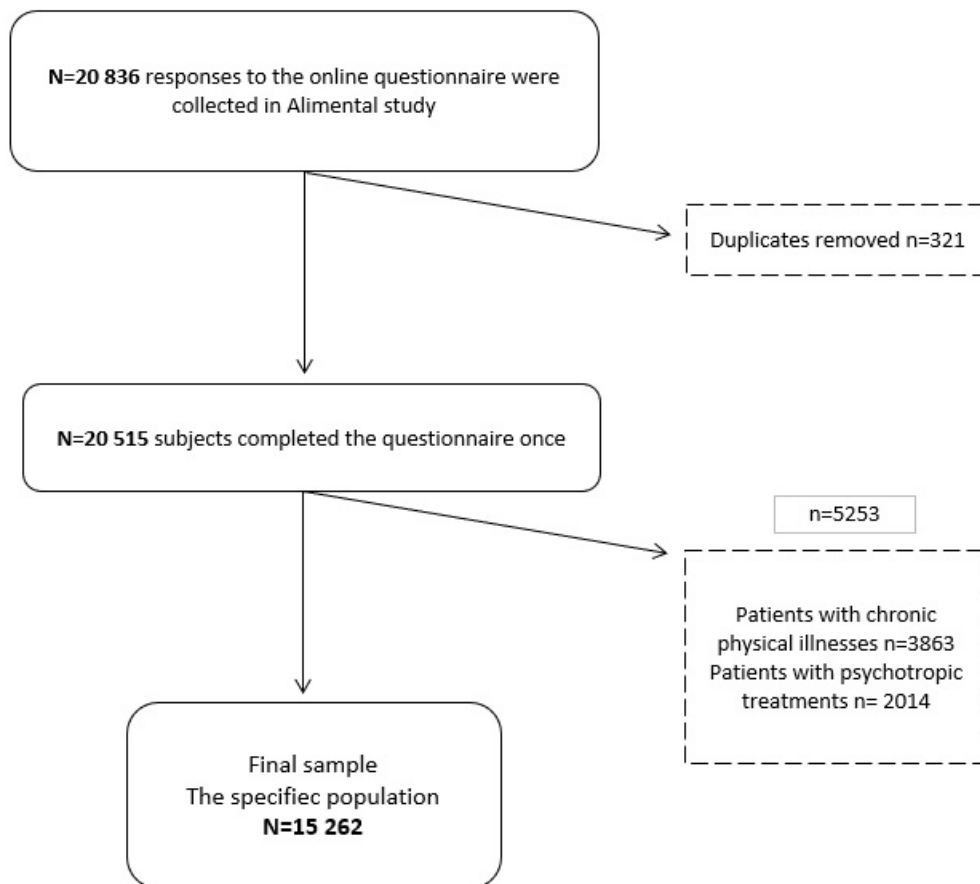 N=20 836 responses to the online questionnaire were
collected in Alimental study
Duplicates removed n=321
N=20 515 subjects completed the questionnaire once
n=5253
Patients with chronic
physical illnesses n=3863
Patients with psychotropic
treatments n= 2014
Final sample
The specifiec population
N=15 262